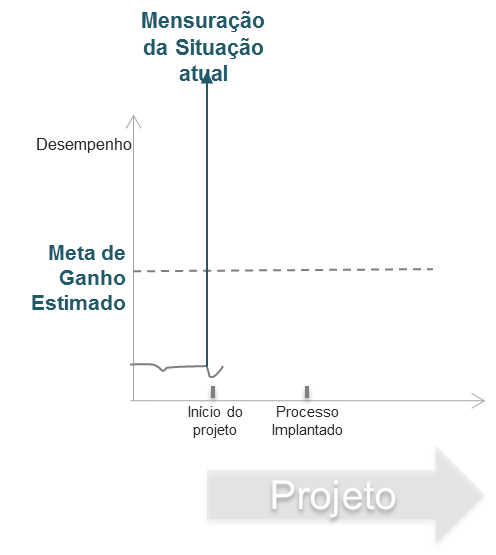 Mensuração
da Situação
atual
Desempenho
Meta de
Ganho
Estimado
Início do
projeto
Processo
Implantado
Projeto